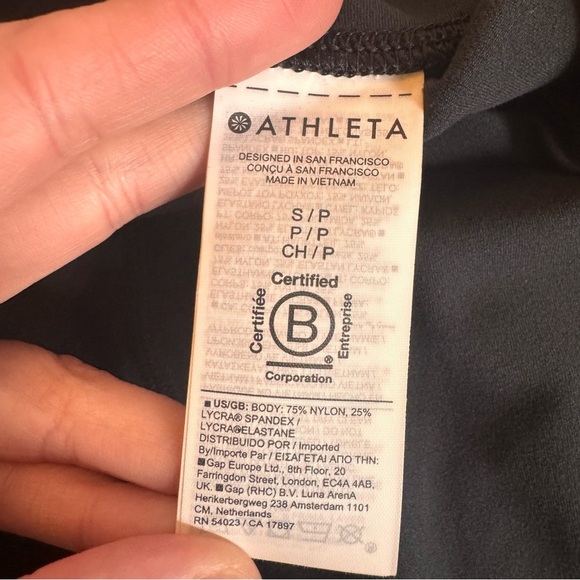 ATHLETA
DESIGNED IN SAN FRANCISCO
CONÇU À SAN FRANCISCO
MADE IN VIETNAM
S / P
P / P
CH / P
Certified
Certifiée
B
Entreprise
®
Corporation
■ US/GB: BODY: 75% NYLON, 25%
LYCRA® SPANDEX /
LYCRA®ELASTANE
DISTRIBUIDO POR / Imported
By/Importe Par / ΕΙΣΑΓΕΤΑΙ ΑΠΟ ΤΗΝ:
■Gap Europe Ltd., 8th Floor, 20
Farringdon Street, London, EC4A 4AB,
UK. ■ Gap (RHC) B.V. Luna ArenA
Herikerbergweg 238 Amsterdam 1101
CM, Netherlands
RN 54023 / CA 17897